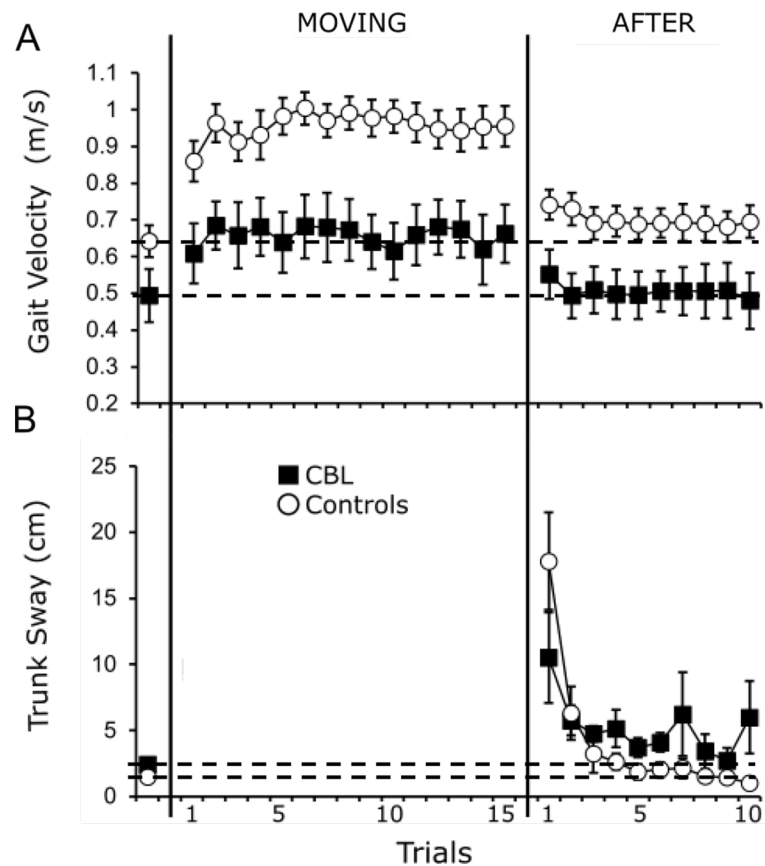 MOVING AFTER
A
Gait Velocity (m/s)
1.1
1
0.9
0.8
0.7
0.6
0.5
0.4
0.3
0.2
B
Trunk Sway (cm)
25
20
15
10
5
0
CBL
Controls
1 5 10 15 1 5 10
Trials